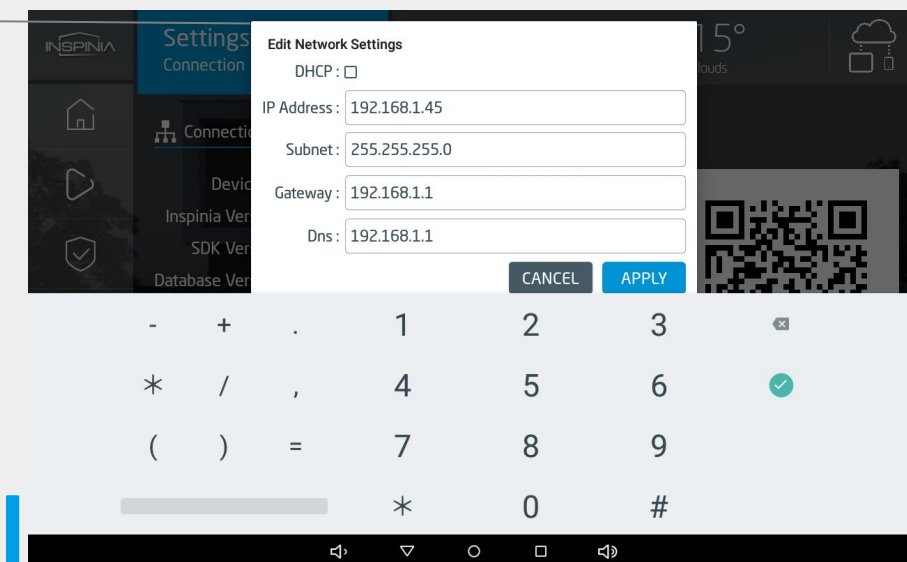 INSPINIA
Settings
Connection
15°
louds
Edit Network Settings
DHCP :
IP Address : 192.168.1.45
Subnet : 255.255.255.0
Gateway : 192.168.1.1
Dns : 192.168.1.1
CANCEL APPLY
Connectio
Devic
Inspinia Ver
SDK Ver
Database Ver
- + . 1 2 3
* / , 4 5 6
( ) = 7 8 9
* 0 #